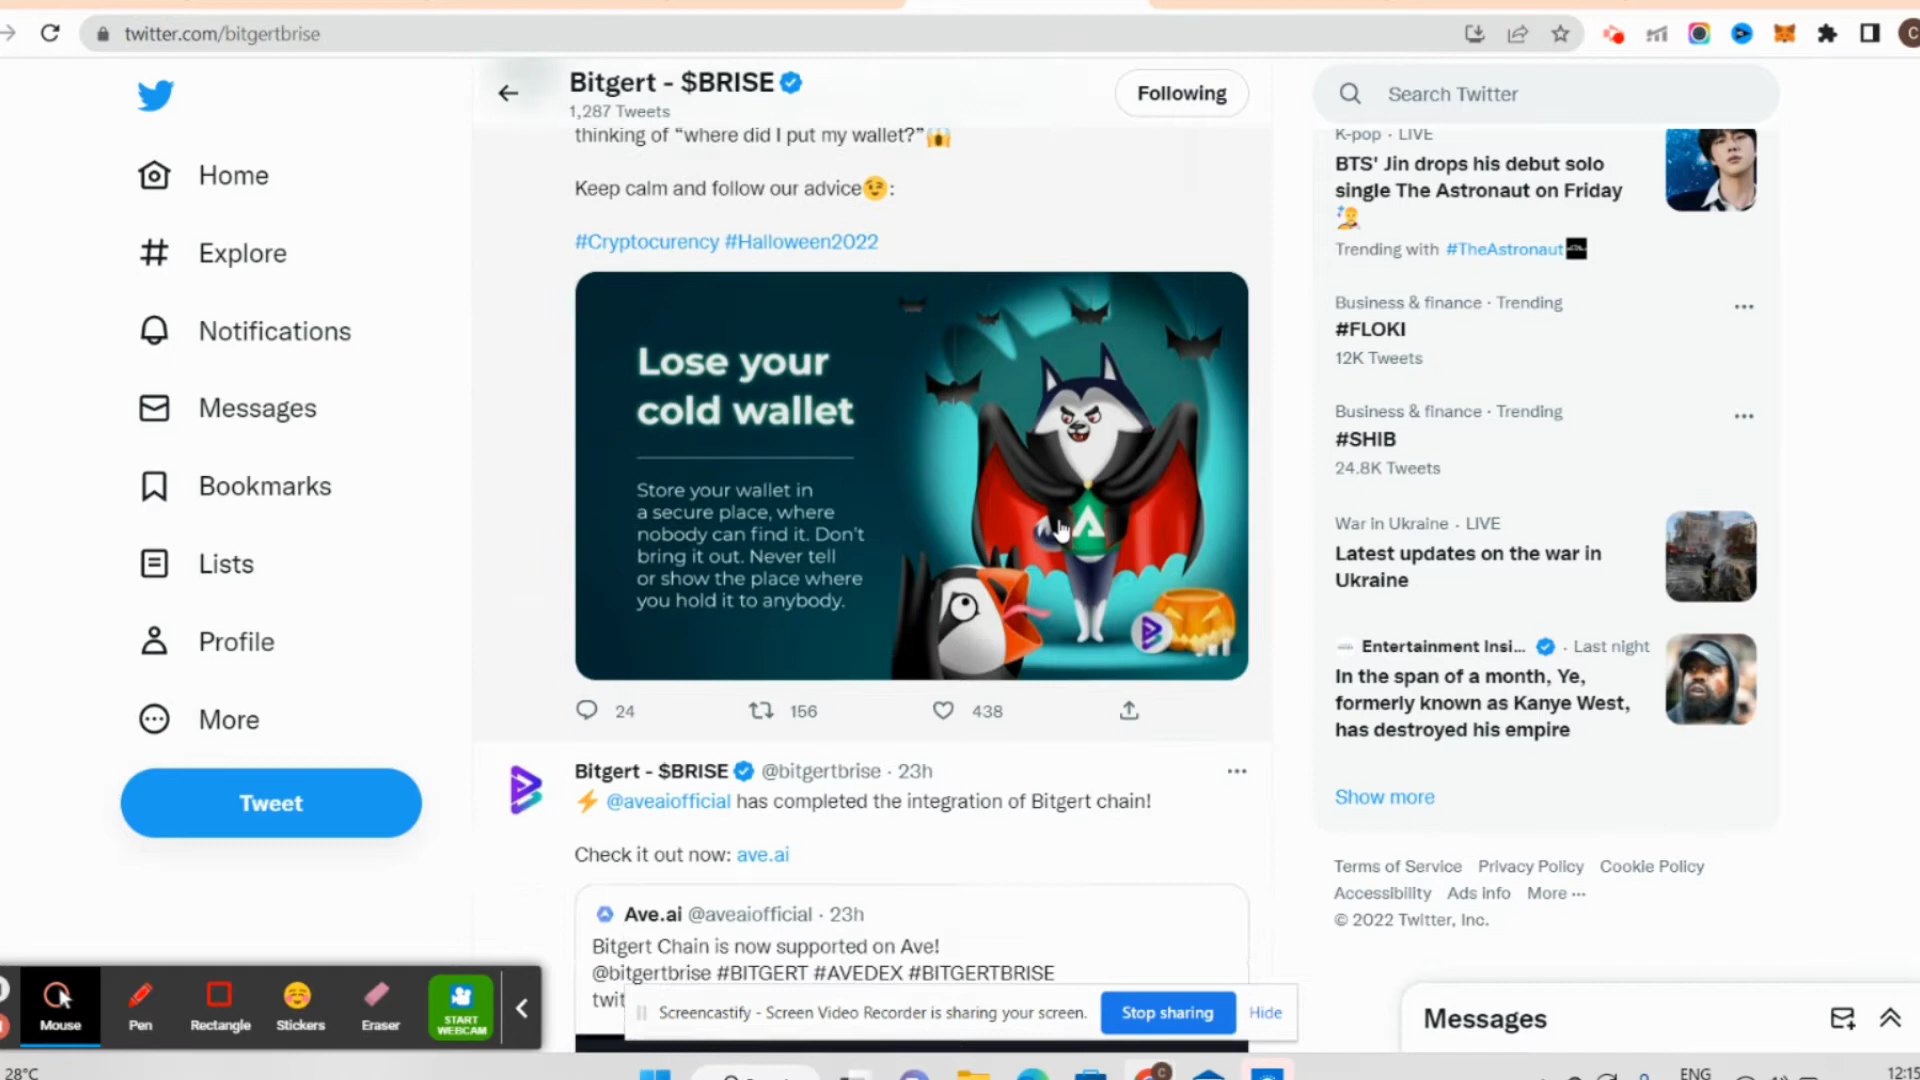 twitter.com/bitgertbrise
Bitgert - $BRISE
1,287 Tweets
Following
Search Twitter
Home
Explore
Notifications
Messages
Bookmarks
Lists
Profile
More
Tweet
thinking of “where did I put my wallet?”😱
Keep calm and follow our advice😉:
#Cryptocurency #Halloween2022
Lose your
cold wallet
Store your wallet in
a secure place, where
nobody can find it. Don't
bring it out. Never tell
or show the place where
you hold it to anybody.
24
156
438
Bitgert - $BRISE @bitgertbrise · 23h
⚡ @aveaiofficial has completed the integration of Bitgert chain!
Check it out now: ave.ai
Ave.ai @aveaiofficial · 23h
Bitgert Chain is now supported on Ave!
@bitgertbrise #BITGERT #AVEDEX #BITGERTBRISE
twit
K-pop · LIVE
BTS' Jin drops his debut solo
single The Astronaut on Friday
Trending with #TheAstronaut
Business & finance · Trending
#FLOKI
12K Tweets
Business & finance · Trending
#SHIB
24.8K Tweets
War in Ukraine · LIVE
Latest updates on the war in
Ukraine
Entertainment Insi... · Last night
In the span of a month, Ye,
formerly known as Kanye West,
has destroyed his empire
Show more
Terms of Service Privacy Policy Cookie Policy
Accessibility Ads info More ···
© 2022 Twitter, Inc.
Messages
Mouse
Pen
Rectangle
Stickers
Eraser
START
WEBCAM
Screencastify - Screen Video Recorder is sharing your screen.
Stop sharing
Hide
28°C
ENG
12:15